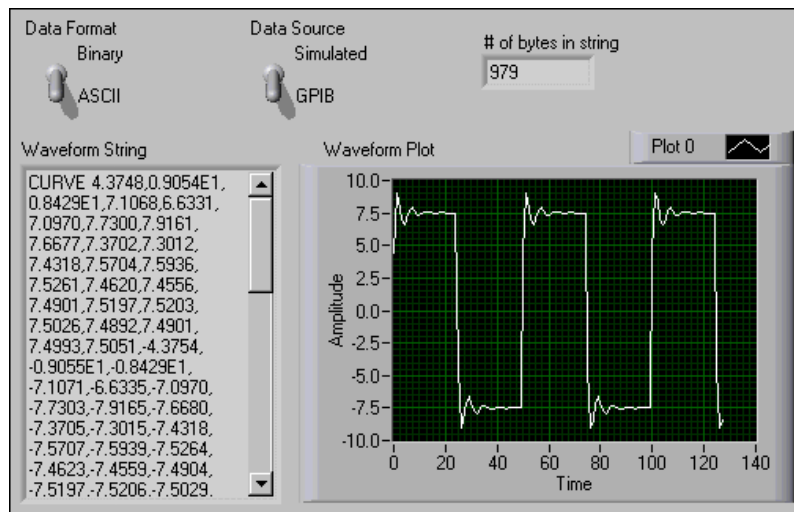 Data Format
Binary
ASCII
Data Source
Simulated
GPIB
# of bytes in string
979
Waveform String
CURVE 4.3748,0.9054E1,
0.8429E1,7.1068,6.6331,
7.0970,7.7300,7.9161,
7.6677,7.3702,7.3012,
7.4318,7.5704,7.5936,
7.5261,7.4620,7.4556,
7.4901,7.5197,7.5203,
7.5026,7.4892,7.4901,
7.4993,7.5051,-4.3754,
-0.9055E1,-0.8429E1,
-7.1071,-6.6335,-7.0970,
-7.7303,-7.9165,-7.6680,
-7.3705,-7.3015,-7.4318,
-7.5707,-7.5939,-7.5264,
-7.4623,-7.4559,-7.4904,
-7.5197,-7.5206,-7.5029,
Waveform Plot
Plot 0
10.0
7.5
5.0
2.5
0.0
-2.5
-5.0
-7.5
-10.0
Amplitude
0 20 40 60 80 100 120 140
Time